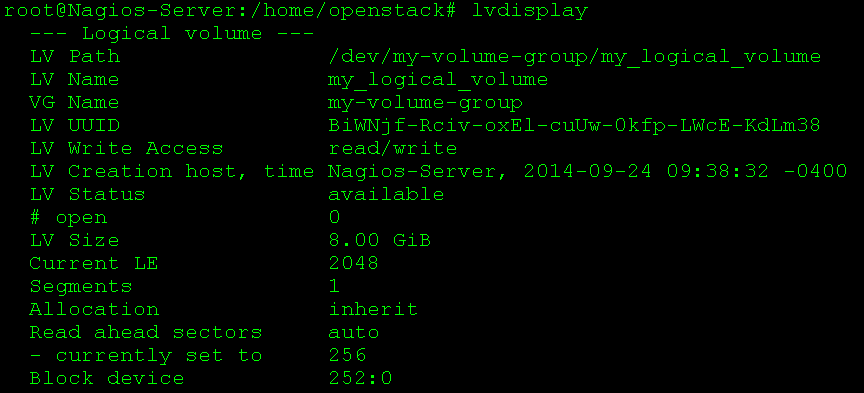 root@Nagios-Server:/home/openstack# lvdisplay
--- Logical volume ---
LV Path /dev/my-volume-group/my_logical_volume
LV Name my_logical_volume
VG Name my-volume-group
LV UUID BiWNjf-Rciv-oxEl-cuUw-0kfp-LWcE-KdLm38
LV Write Access read/write
LV Creation host, time Nagios-Server, 2014-09-24 09:38:32 -0400
LV Status available
# open 0
LV Size 8.00 GiB
Current LE 2048
Segments 1
Allocation inherit
Read ahead sectors auto
- currently set to 256
Block device 252:0